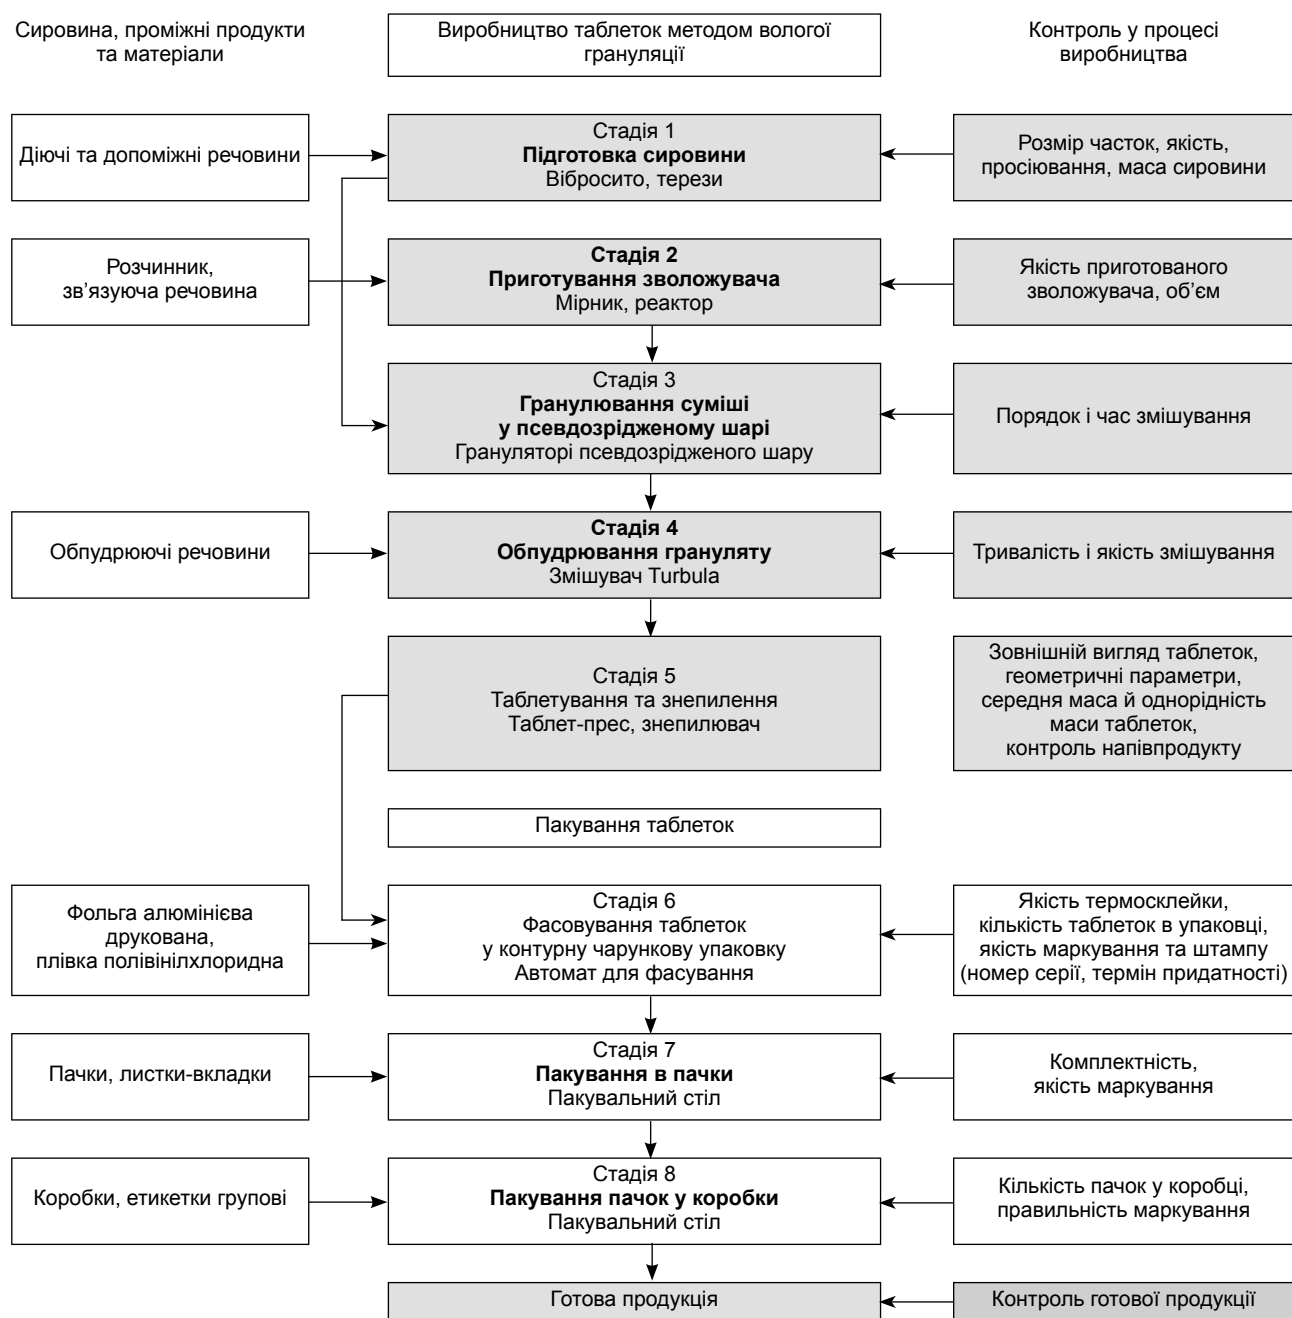 Сировина, проміжні продукти
та матеріали
Виробництво таблеток методом вологої
грануляції
Контроль у процесі
виробництва
Діючі та допоміжні речовини
Стадія 1
Підготовка сировини
Вібросито, терези
Розмір часток, якість,
просіювання, маса сировини
Розчинник,
зв’язуюча речовина
Стадія 2
Приготування зволожувача
Мірник, реактор
Якість приготованого
зволожувача, об’єм
Стадія 3
Гранулювання суміші
у псевдозрідженому шарі
Грануляторі псевдозрідженого шару
Порядок і час змішування
Обпудрюючі речовини
Стадія 4
Обпудрювання грануляту
Змішувач Turbula
Тривалість і якість змішування
Стадія 5
Таблетування та знепилення
Таблет-прес, знепилювач
Зовнішній вигляд таблеток,
геометричні параметри,
середня маса й однорідність
маси таблеток,
контроль напівпродукту
Пакування таблеток
Фольга алюмінієва
друкована,
плівка полівінілхлоридна
Стадія 6
Фасовування таблеток
у контурну чарункову упаковку
Автомат для фасування
Якість термосклейки,
кількість таблеток в упаковці,
якість маркування та штампу
(номер серії, термін придатності)
Пачки, листки-вкладки
Стадія 7
Пакування в пачки
Пакувальний стіл
Комплектність,
якість маркування
Коробки, етикетки групові
Стадія 8
Пакування пачок у коробки
Пакувальний стіл
Кількість пачок у коробці,
правильність маркування
Готова продукція
Контроль готової продукції